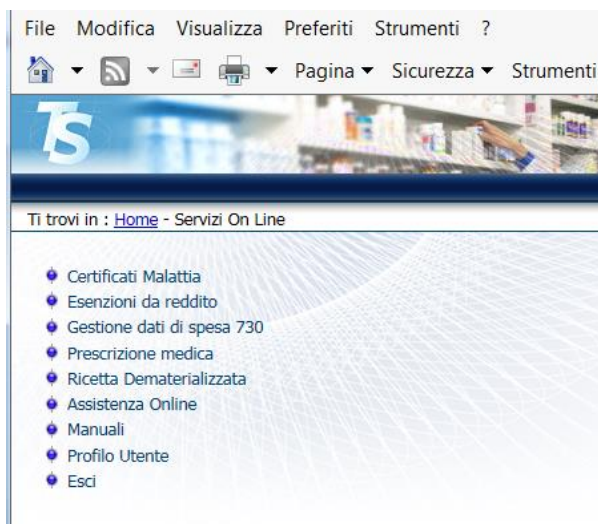 File Modifica Visualizza Preferiti Strumenti ?
Pagina Sicurezza Strumenti
TS
Ti trovi in : Home - Servizi On Line
Certificati Malattia
Esenzioni da reddito
Gestione dati di spesa 730
Prescrizione medica
Ricetta Dematerializzata
Assistenza Online
Manuali
Profilo Utente
Esci